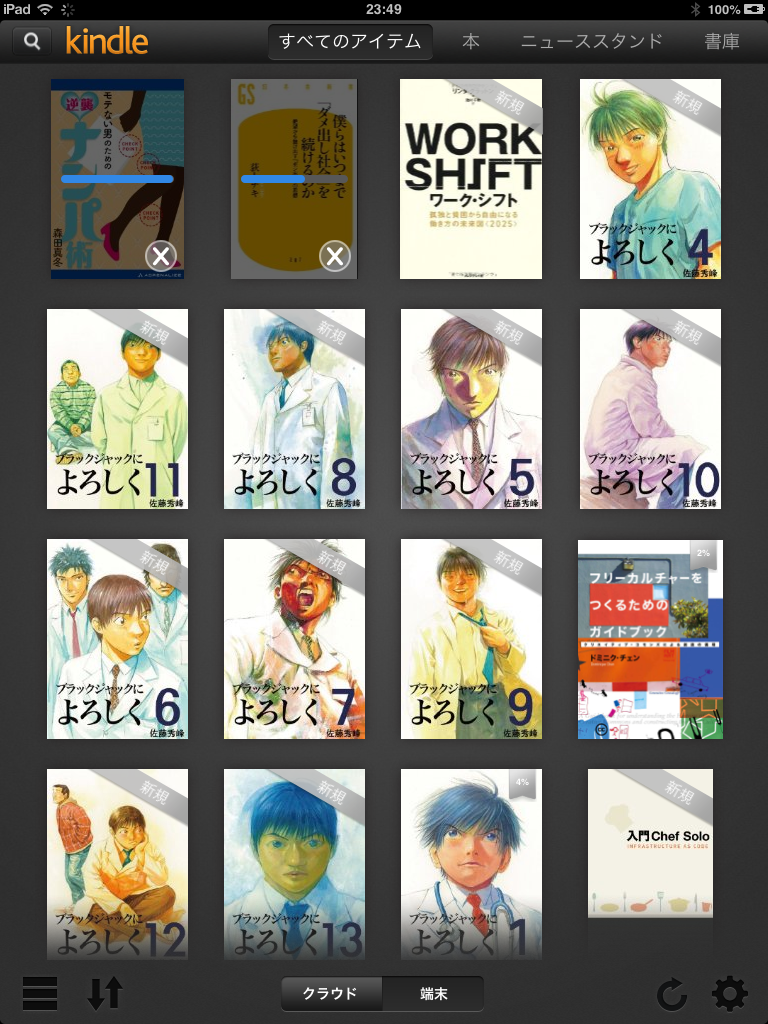 iPad
23:49
100%
kindle
すべてのアイテム
本
ニューススタンド
書庫
モテない男のための
逆襲
ナンパ術
CHECK POINT
CHECK POINT
CHECK POINT
森田真冬
GS
僕らはいつまで
「ダメ出し社会」を
続けるのか
新規
WORK
SHIFT
ワーク・シフト
孤独と貧困から自由になる
働き方の未来図〈2025〉
新規
ブラックジャックに
よろしく 4
佐藤秀峰
新規
ブラックジャックに
よろしく 11
佐藤秀峰
新規
ブラックジャックに
よろしく 8
佐藤秀峰
新規
ブラックジャックに
よろしく 5
佐藤秀峰
新規
ブラックジャックに
よろしく 10
佐藤秀峰
新規
ブラックジャックに
よろしく 6
佐藤秀峰
新規
ブラックジャックに
よろしく 7
佐藤秀峰
新規
ブラックジャックに
よろしく 9
佐藤秀峰
2%
フリーカルチャーを
つくるための
ガイドブック
ドミニク・チェン
新規
ブラックジャックに
よろしく 12
新規
ブラックジャックに
よろしく 13
4%
ブラックジャックに
よろしく 1
新規
入門 Chef Solo
INFRASTRUCTURE AS CODE
クラウド
端末